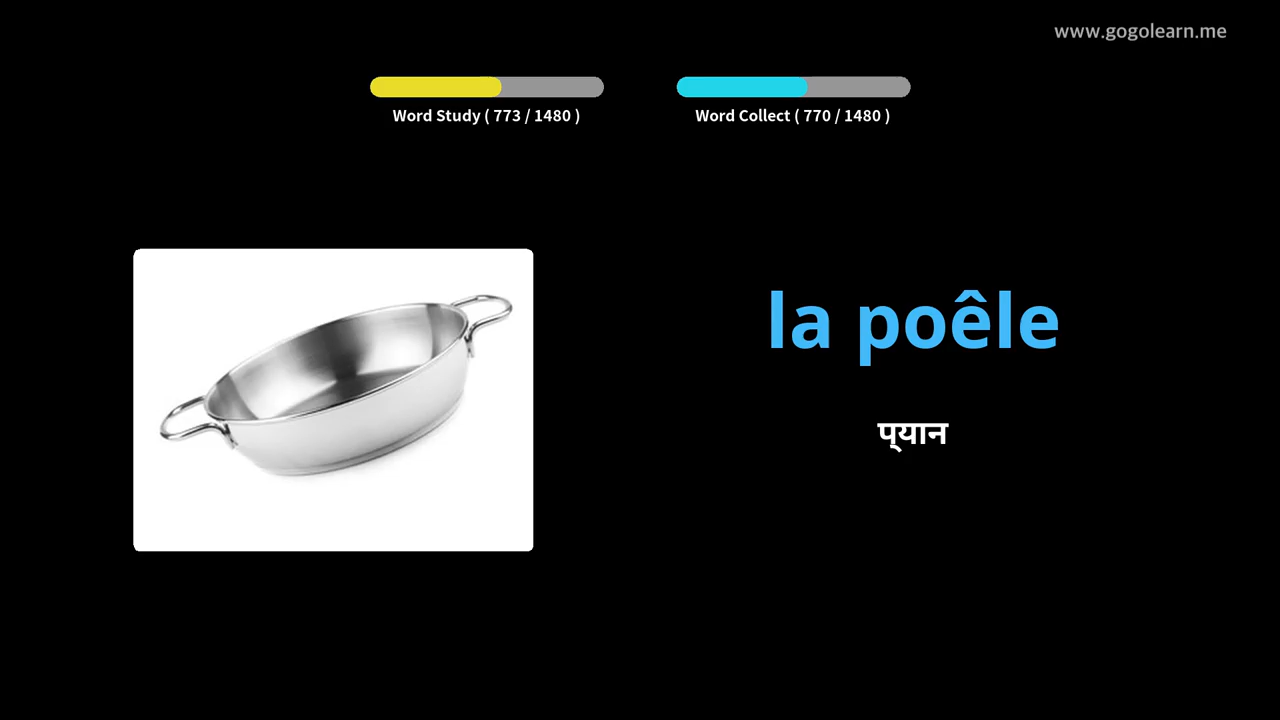 www.gogolearn.me
Word Study ( 773 / 1480 )
Word Collect ( 770 / 1480 )
la poêle
प्यान